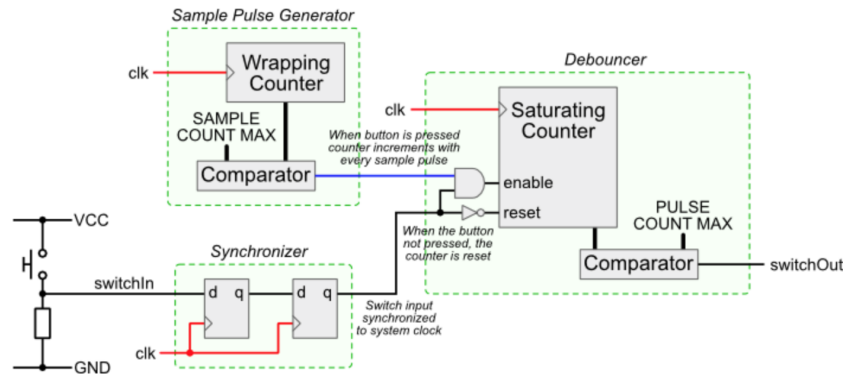 Sample Pulse Generator
clk
Wrapping
Counter
SAMPLE
COUNT MAX
Comparator
When button is pressed
counter increments with
every sample pulse
Debouncer
clk
Saturating
Counter
enable
reset
When the button
not pressed, the
counter is reset
PULSE
COUNT MAX
Comparator
switchOut
VCC
switchIn
GND
Synchronizer
d q
d q
clk
Switch input
synchronized
to system clock